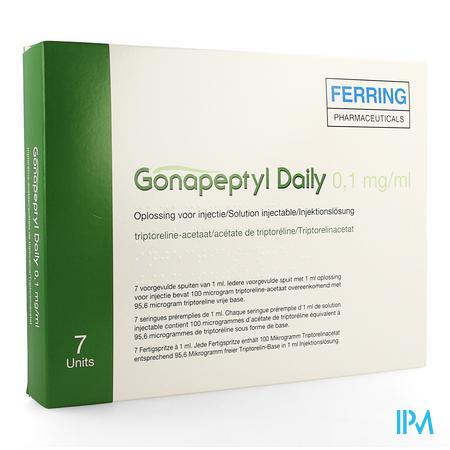 FERRING
PHARMACEUTICALS
Gonapeptyl Daily 0,1 mg/ml
Oplossing voor injectie/Solution injectable/Injektionslösung
triptoreline-acetaat/acétate de triptoréline/Triptorelinacetat
7 voorgevulde spuiten van 1 ml. Iedere voorgevulde spuit met 1 ml oplossing
voor injectie bevat 100 microgram triptoreline-acetaat overeenkomend met
95,6 microgram triptoreline vrije base.
7 seringues préremplies de 1 ml. Chaque seringue préremplie d'1 ml de solution
injectable contient 100 microgrammes d'acétate de triptoréline équivalent à
95,6 microgrammes de triptoréline sous forme de base.
7 Fertigspritze à 1 ml. Jede Fertigspritze enthält 100 Mikrogramm Triptorelinacetat
entsprechend 95,6 Mikrogramm freier Triptorelin-Base in 1 ml Injektionslösung.
7
Units
Gonapeptyl Daily 0,1 mg/ml
IPM